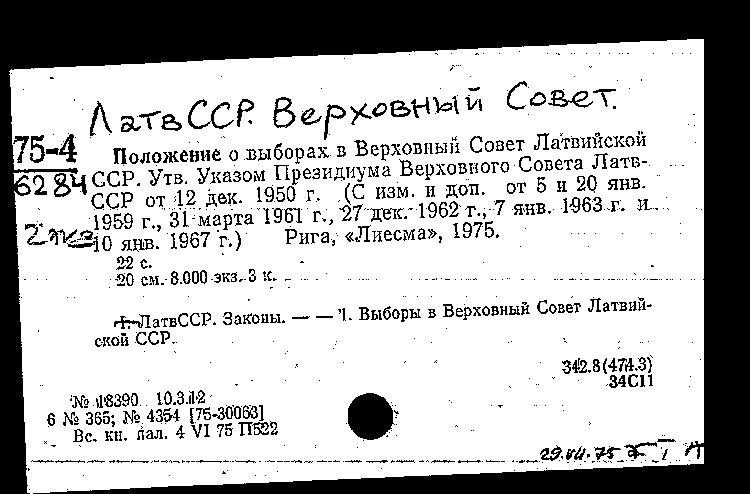 ЛатвССР. Верховный Совет.
75-4
6284
2 экз
Положение о выборах в Верховный Совет Латвийской
ССР. Утв. Указом Президиума Верховного Совета Латв-
ССР от 12 дек. 1950 г. (С изм. и доп. от 5 и 20 янв.
1959 г., 31 марта 1961 г., 27 дек. 1962 г., 7 янв. 1963 г. и
10 янв. 1967 г.) Рига, «Лиесма», 1975.
22 с.
20 см. 8.000 экз. 3 к.
1. ЛатвССР. Законы. — — 1. Выборы в Верховный Совет Латвий-
ской ССР.
342.8(474.3)
34С11
№ 18390 10.3.12
6 № 365; № 4354 [75-30063]
Вс. кн. пал. 4 VI 75 П522
29.VII.75